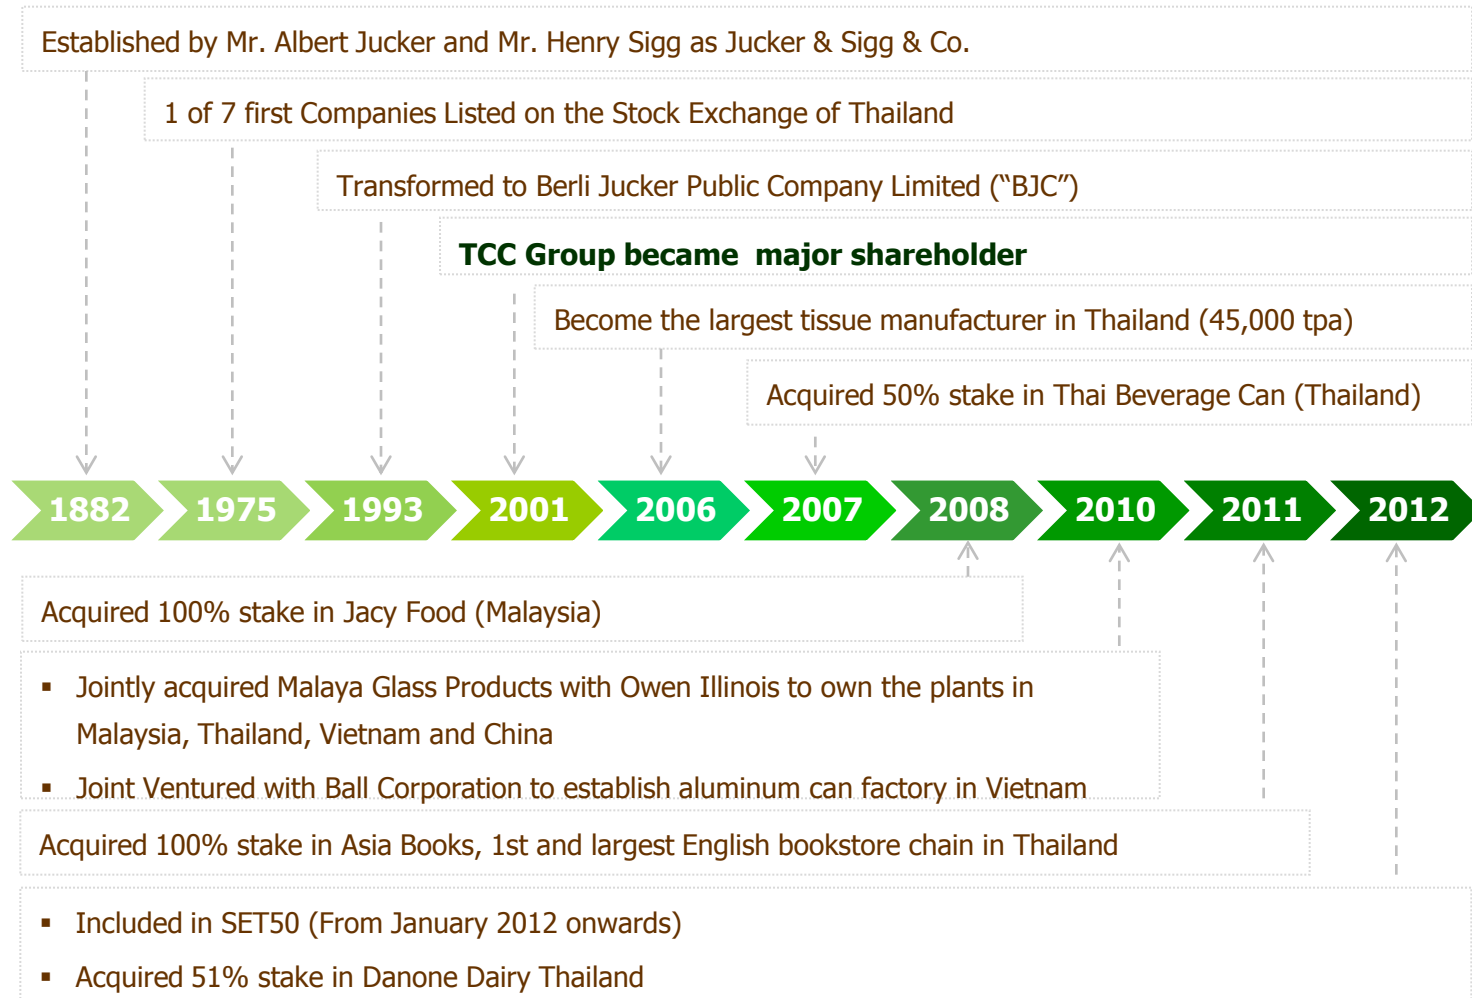 Established by Mr. Albert Jucker and Mr. Henry Sigg as Jucker & Sigg & Co.
1 of 7 first Companies Listed on the Stock Exchange of Thailand
Transformed to Berli Jucker Public Company Limited (“BJC”)
TCC Group became major shareholder
Become the largest tissue manufacturer in Thailand (45,000 tpa)
Acquired 50% stake in Thai Beverage Can (Thailand)
1882 1975 1993 2001 2006 2007 2008 2010 2011 2012
Acquired 100% stake in Jacy Food (Malaysia)
▪ Jointly acquired Malaya Glass Products with Owen Illinois to own the plants in
Malaysia, Thailand, Vietnam and China
▪ Joint Ventured with Ball Corporation to establish aluminum can factory in Vietnam
Acquired 100% stake in Asia Books, 1st and largest English bookstore chain in Thailand
▪ Included in SET50 (From January 2012 onwards)
▪ Acquired 51% stake in Danone Dairy Thailand